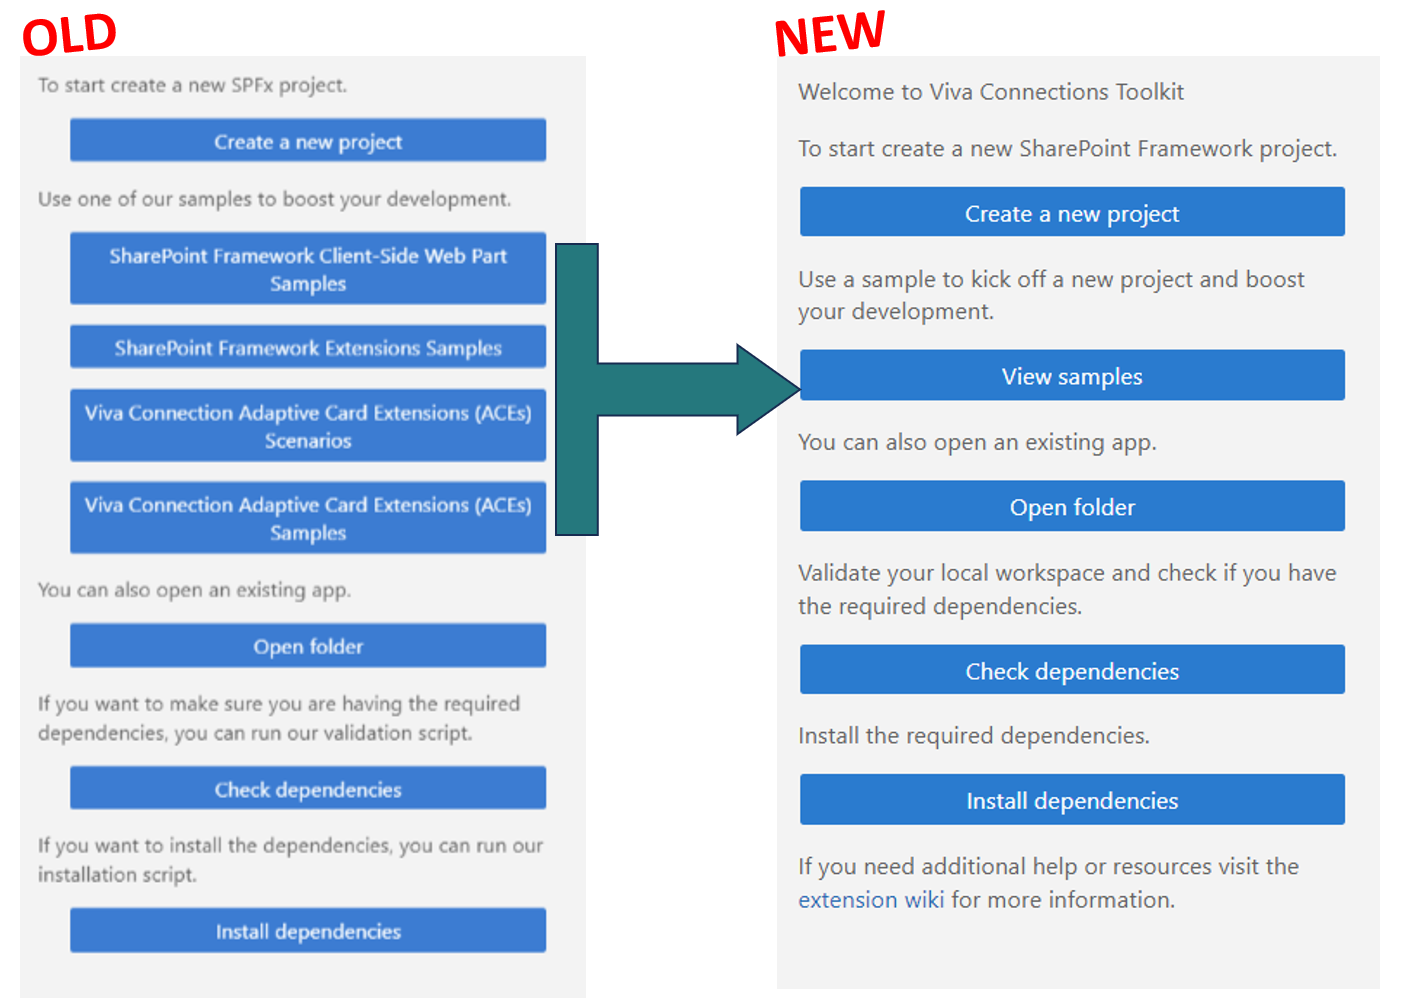 OLD
To start create a new SPFx project.
Create a new project
Use one of our samples to boost your development.
SharePoint Framework Client-Side Web Part
Samples
SharePoint Framework Extensions Samples
Viva Connection Adaptive Card Extensions (ACEs)
Scenarios
Viva Connection Adaptive Card Extensions (ACEs)
Samples
You can also open an existing app.
Open folder
If you want to make sure you are having the required
dependencies, you can run our validation script.
Check dependencies
If you want to install the dependencies, you can run our
installation script.
Install dependencies
NEW
Welcome to Viva Connections Toolkit
To start create a new SharePoint Framework project.
Create a new project
Use a sample to kick off a new project and boost
your development.
View samples
You can also open an existing app.
Open folder
Validate your local workspace and check if you have
the required dependencies.
Check dependencies
Install the required dependencies.
Install dependencies
If you need additional help or resources visit the
extension wiki for more information.